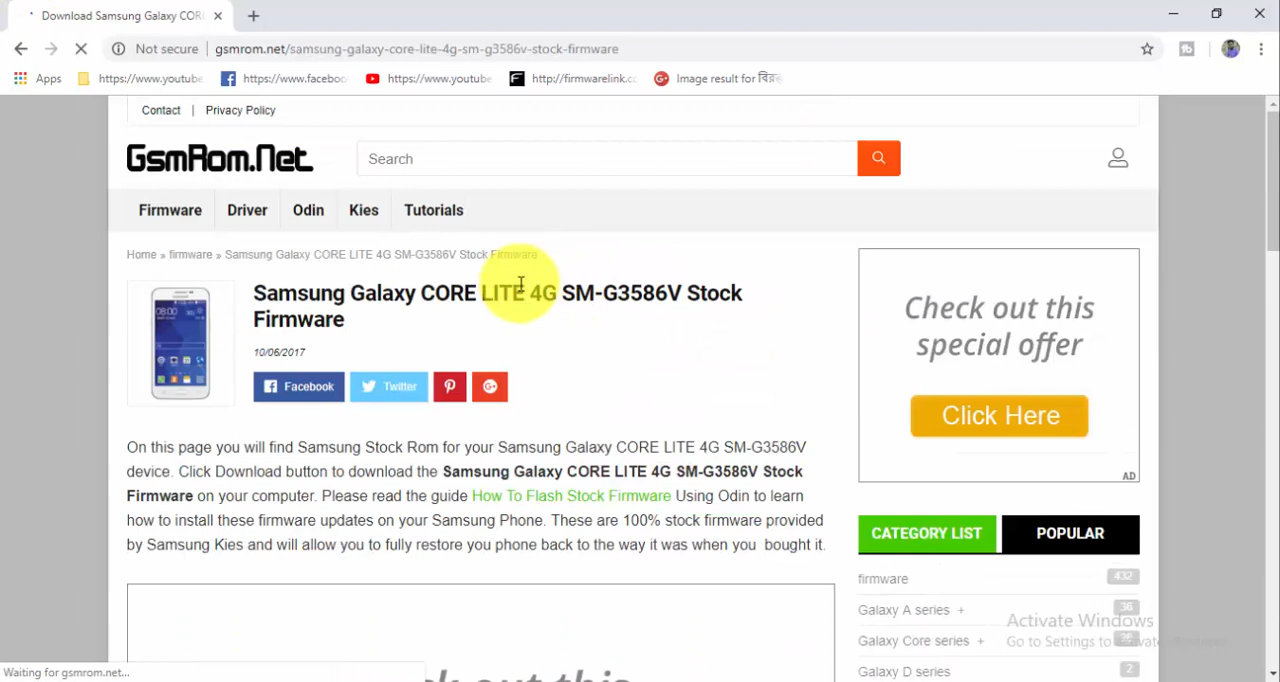 Download Samsung Galaxy COR
Not secure | gsmrom.net/samsung-galaxy-core-lite-4g-sm-g3586v-stock-firmware
Apps https://www.youtube https://www.faceboo https://www.youtube http://firmwarelink.cc Image result for বির
Contact | Privacy Policy
GsmRom.Net Search
Firmware Driver Odin Kies Tutorials
Home » firmware » Samsung Galaxy CORE LITE 4G SM-G3586V Stock Firmware
Samsung Galaxy CORE LITE 4G SM-G3586V Stock
Firmware
10/06/2017
Facebook Twitter
On this page you will find Samsung Stock Rom for your Samsung Galaxy CORE LITE 4G SM-G3586V
device. Click Download button to download the Samsung Galaxy CORE LITE 4G SM-G3586V Stock
Firmware on your computer. Please read the guide How To Flash Stock Firmware Using Odin to learn
how to install these firmware updates on your Samsung Phone. These are 100% stock firmware provided
by Samsung Kies and will allow you to fully restore you phone back to the way it was when you bought it.
Check out this
special offer
Click Here
AD
CATEGORY LIST POPULAR
firmware 432
Galaxy A series + 36
Galaxy Core series +
Galaxy D series 2
Activate Windows
Go to Settings to activate Windows.
Waiting for gsmrom.net...